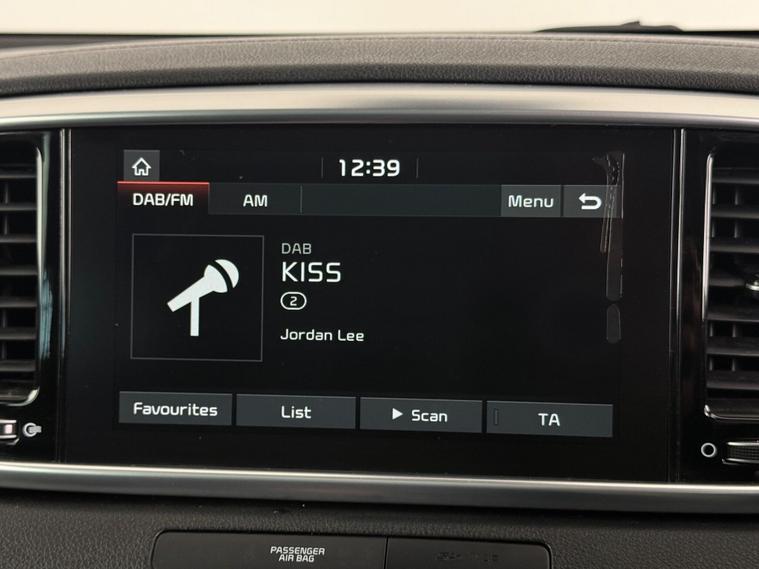 12:39
DAB/FM
AM
Menu
DAB
KISS
2
Jordan Lee
Favourites
List
Scan
TA
PASSENGER
AIR BAG